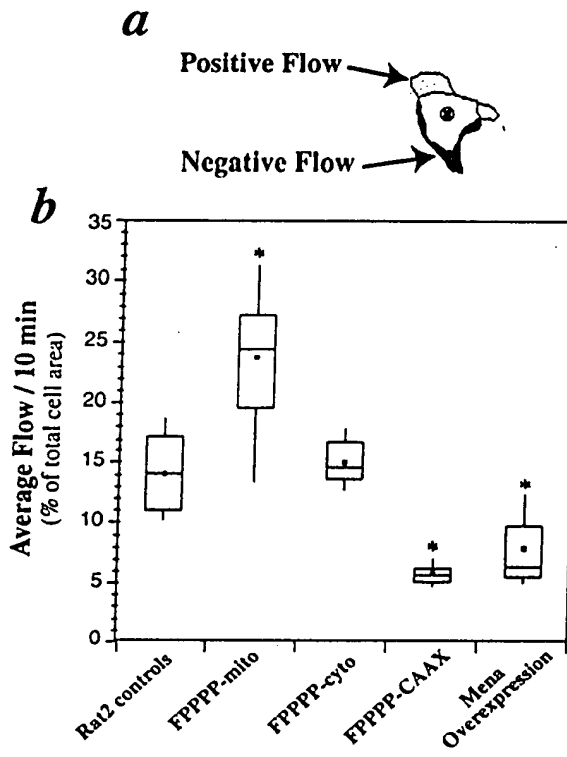 a
Positive Flow
Negative Flow
b
Average Flow / 10 min
(% of total cell area)
35
30
25
20
15
10
5
0
*
*
*
*
Rat2 controls
FPPPP-mito
FPPPP-cyto
FPPPP-CAAX
Mena
Overexpression